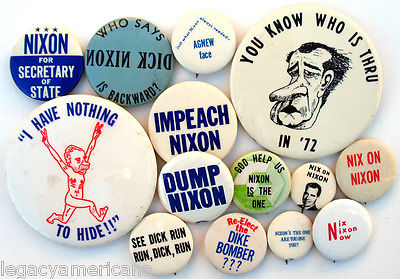 ★ ★ ★
NIXON
FOR
SECRETARY
OF
STATE
WHO SAYS
DICK NIXON
IS BACKWARD?
AGNEW
face
YOU KNOW WHO IS THRU
IN '72
"I HAVE NOTHING
TO HIDE!!"
IMPEACH
NIXON
DUMP
NIXON
GOD HELP US
NIXON
IS THE
ONE
NIX ON
NIXON
NIX ON
NIXON
SEE DICK RUN
RUN, DICK, RUN
Re-Elect
the
DIKE
BOMBER
???
NIXON'S THE ONE
ARE YOU ONE
TOO?
Nix
Nixon
Now
legacyamericana